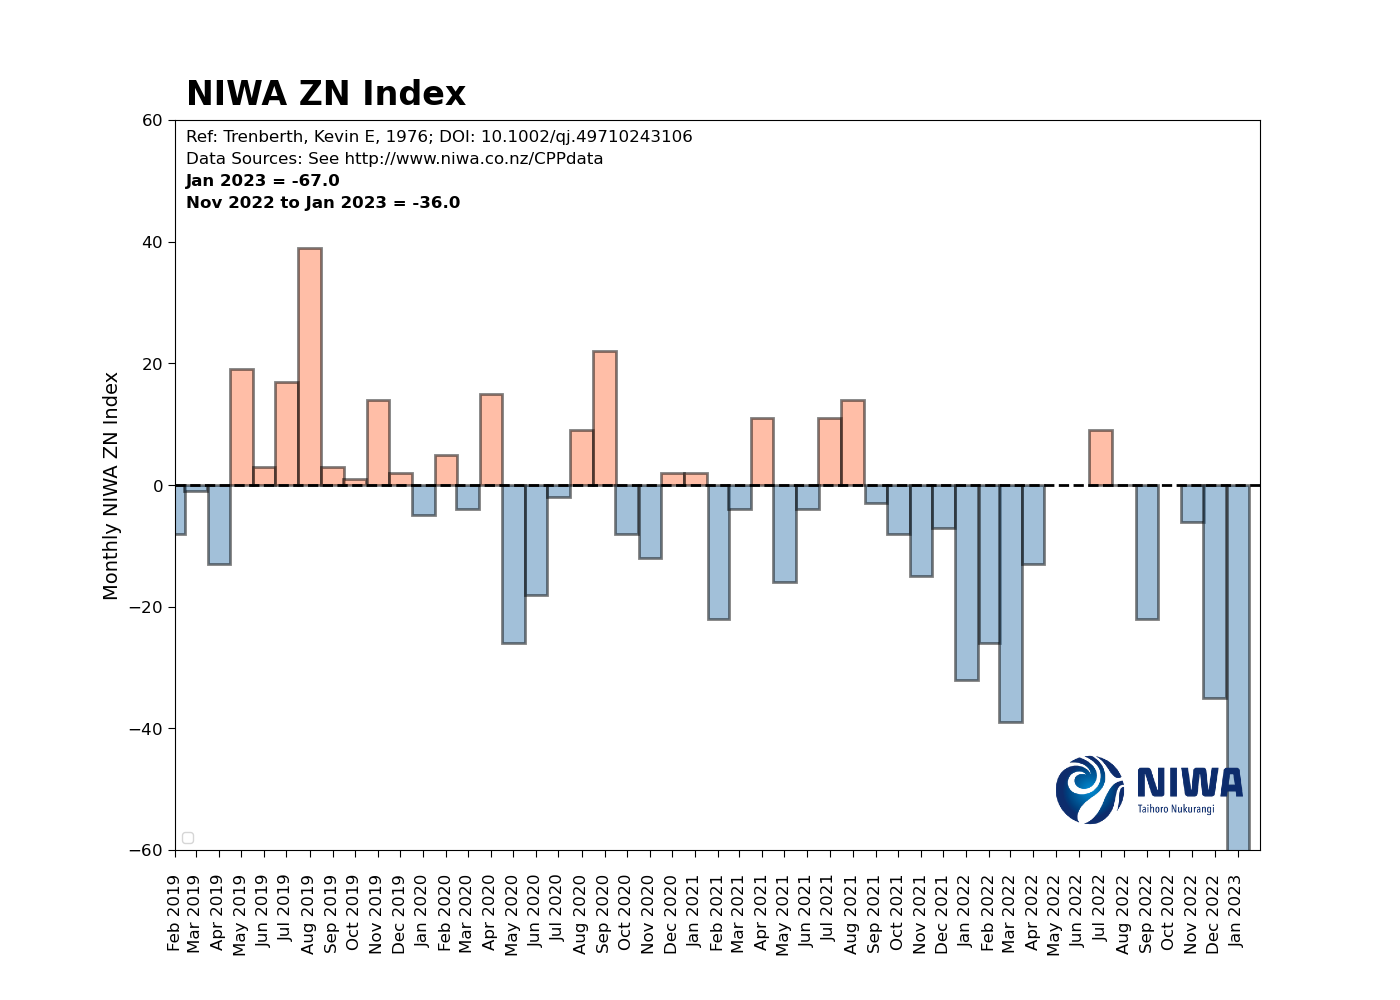 NIWA ZN Index
Ref: Trenberth, Kevin E, 1976; DOI: 10.1002/qj.49710243106
Data Sources: See http://www.niwa.co.nz/CPPdata
Jan 2023 = -67.0
Nov 2022 to Jan 2023 = -36.0
Monthly NIWA ZN Index
60
40
20
0
−20
−40
−60
NIWA
Taihoro Nukurangi
Feb 2019
Mar 2019
Apr 2019
May 2019
Jun 2019
Jul 2019
Aug 2019
Sep 2019
Oct 2019
Nov 2019
Dec 2019
Jan 2020
Feb 2020
Mar 2020
Apr 2020
May 2020
Jun 2020
Jul 2020
Aug 2020
Sep 2020
Oct 2020
Nov 2020
Dec 2020
Jan 2021
Feb 2021
Mar 2021
Apr 2021
May 2021
Jun 2021
Jul 2021
Aug 2021
Sep 2021
Oct 2021
Nov 2021
Dec 2021
Jan 2022
Feb 2022
Mar 2022
Apr 2022
May 2022
Jun 2022
Jul 2022
Aug 2022
Sep 2022
Oct 2022
Nov 2022
Dec 2022
Jan 2023